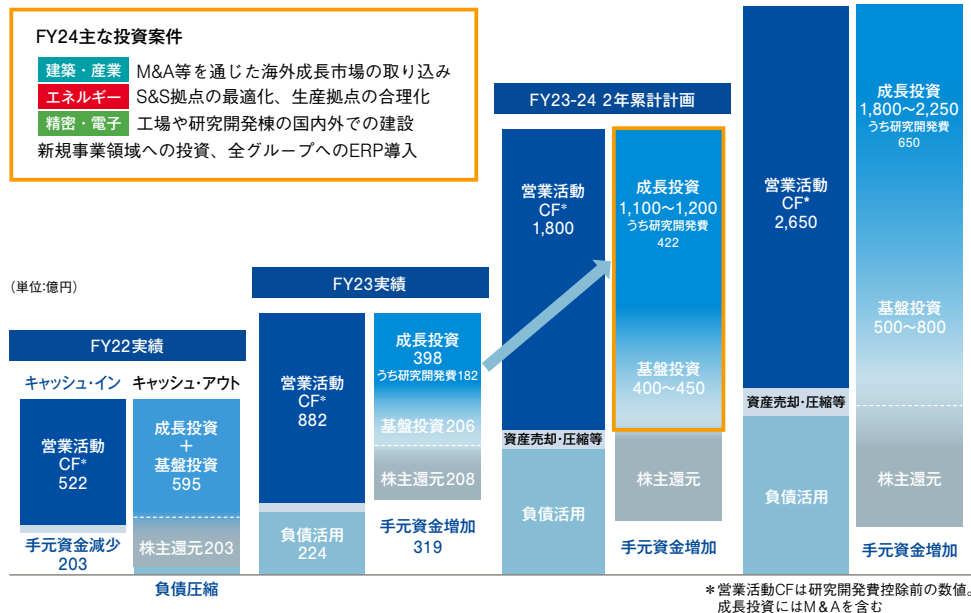 FY24主な投資案件
建築・産業 M&A等を通じた海外成長市場の取り込み
エネルギー S&S拠点の最適化、生産拠点の合理化
精密・電子 工場や研究開発棟の国内外での建設
新規事業領域への投資、全グループへのERP導入
(単位:億円)
FY22実績
キャッシュ・イン
キャッシュ・アウト
営業活動
CF*
522
手元資金減少
203
成長投資
+
基盤投資
595
株主還元203
負債圧縮
FY23実績
営業活動
CF*
882
負債活用
224
成長投資
398
うち研究開発費182
基盤投資206
株主還元208
手元資金増加
319
FY23-24 2年累計計画
営業活動
CF*
1,800
資産売却・圧縮等
負債活用
成長投資
1,100〜1,200
うち研究開発費
422
基盤投資
400〜450
株主還元
手元資金増加
営業活動
CF*
2,650
資産売却・圧縮等
負債活用
成長投資
1,800〜2,250
うち研究開発費
650
基盤投資
500〜800
株主還元
手元資金増加
*営業活動CFは研究開発費控除前の数値。
成長投資にはM&Aを含む